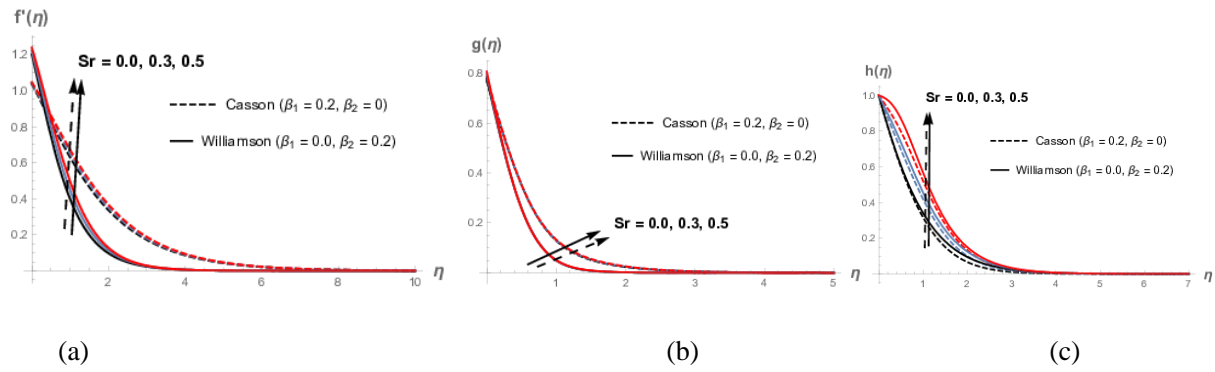 f'(η)
1.2
1.0
0.8
0.6
0.4
0.2
0
2
4
6
8
10
η
Sr = 0.0, 0.3, 0.5
Casson (β₁ = 0.2, β₂ = 0)
Williamson (β₁ = 0.0, β₂ = 0.2)
(a)
g(η)
0.8
0.6
0.4
0.2
0
1
2
3
4
5
η
Casson (β₁ = 0.2, β₂ = 0)
Williamson (β₁ = 0.0, β₂ = 0.2)
Sr = 0.0, 0.3, 0.5
(b)
h(η)
1.0
0.8
0.6
0.4
0.2
0
1
2
3
4
5
6
7
η
Sr = 0.0, 0.3, 0.5
Casson (β₁ = 0.2, β₂ = 0)
Williamson (β₁ = 0.0, β₂ = 0.2)
(c)